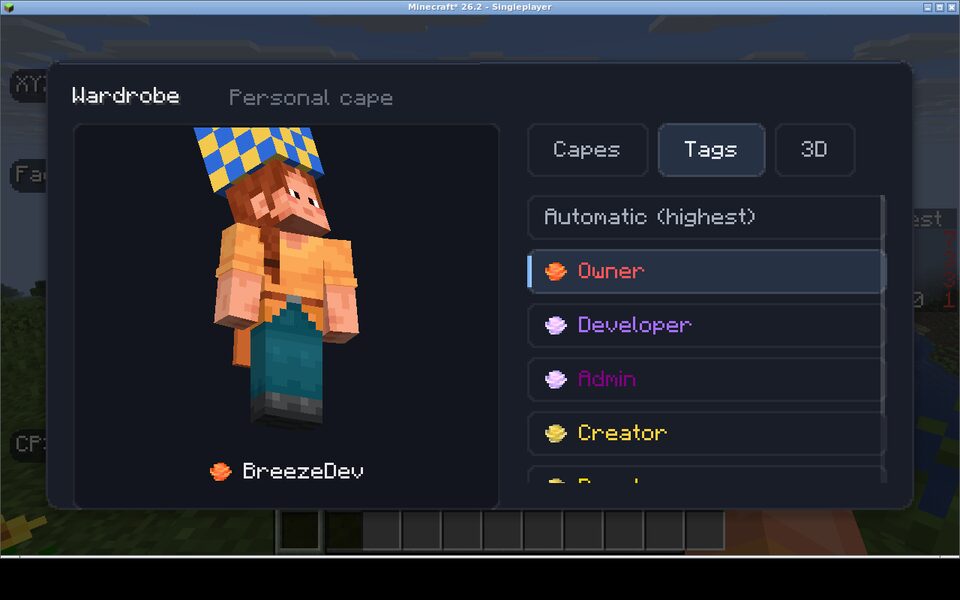 Minecraft* 26.2 - Singleplayer
Wardrobe
Personal cape
Capes
Tags
3D
Automatic (highest)
Owner
Developer
Admin
Creator
BreezeDev